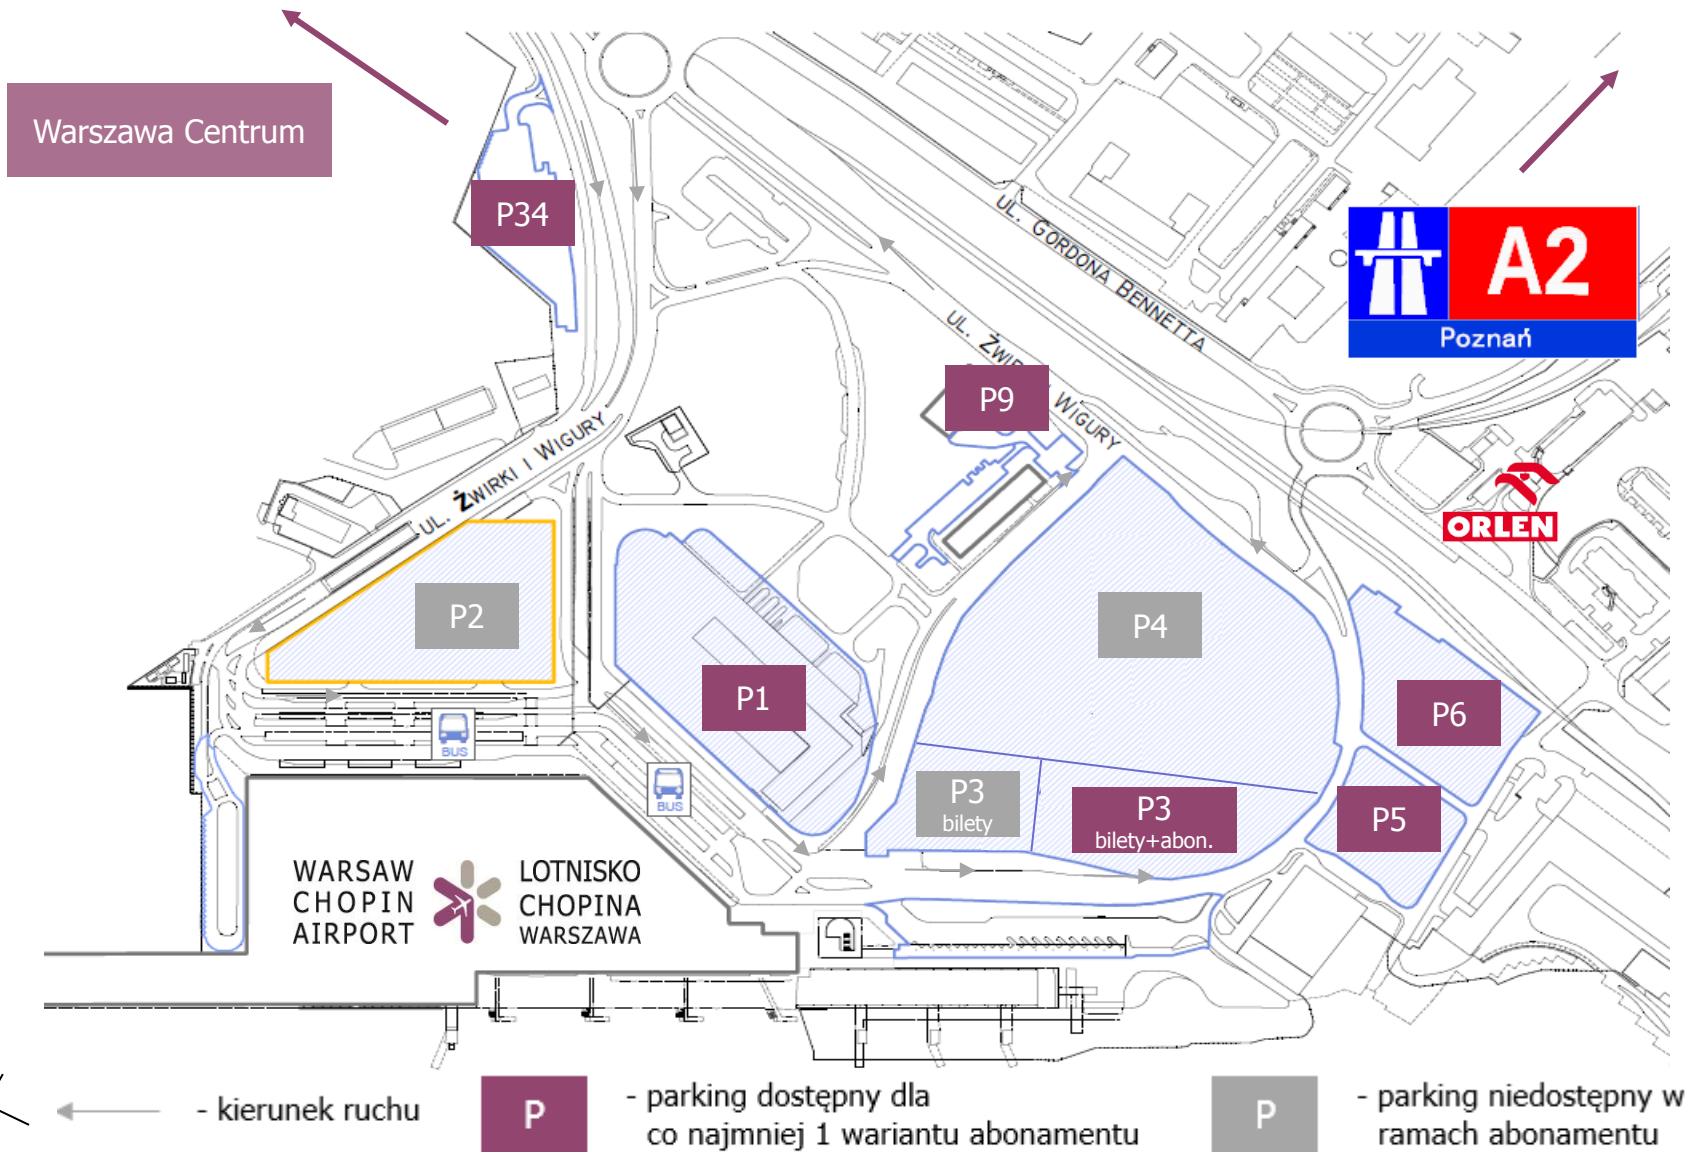 Warszawa Centrum
P34
UL. GORDONA BENNETTA
A2
Poznań
UL. ŻWIRKI I WIGURY
P9
UL. ŻWIRKI I WIGURY
ORLEN
P2
P4
P1
P6
BUS
BUS
P3
bilety
P3
bilety+abon.
P5
WARSAW
CHOPIN
AIRPORT
LOTNISKO
CHOPINA
WARSZAWA
- kierunek ruchu
P
- parking dostępny dla
co najmniej 1 wariantu abonamentu
P
- parking niedostępny w
ramach abonamentu